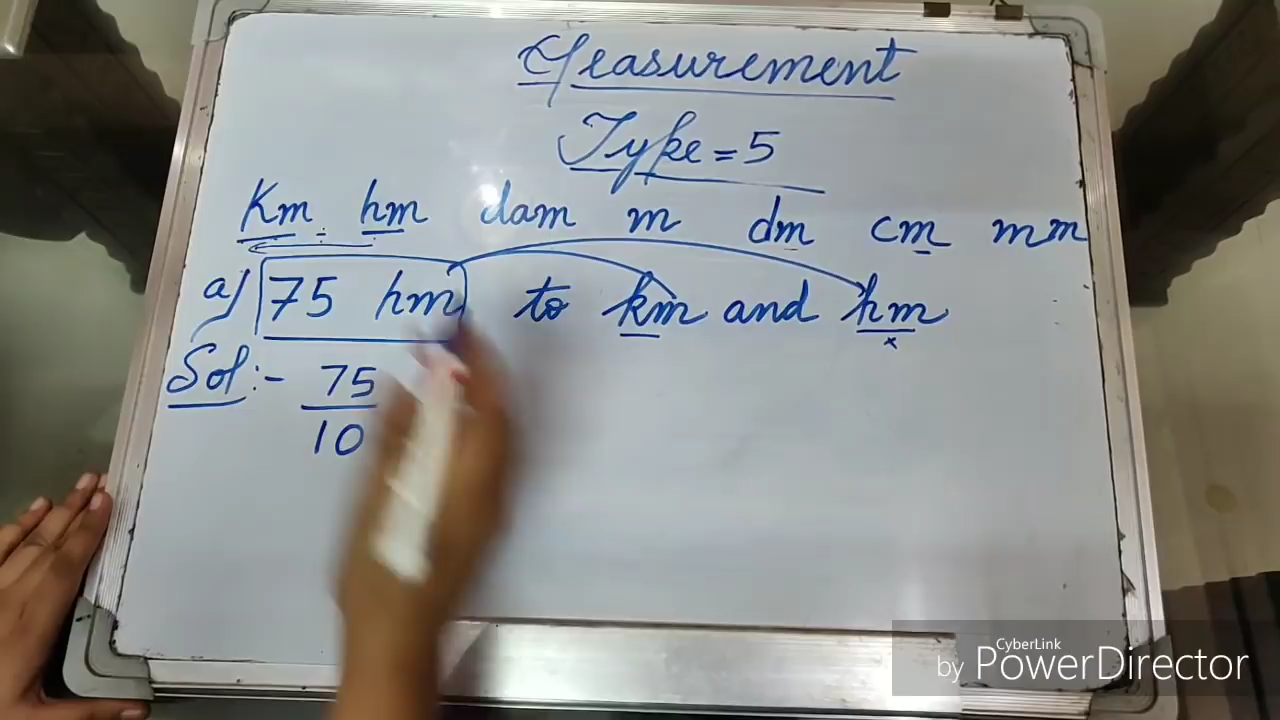 Measurement
Type = 5
Km hm dam m dm cm mm
a) 75 hm to km and hm
Sol:- 75
10
CyberLink
by PowerDirector